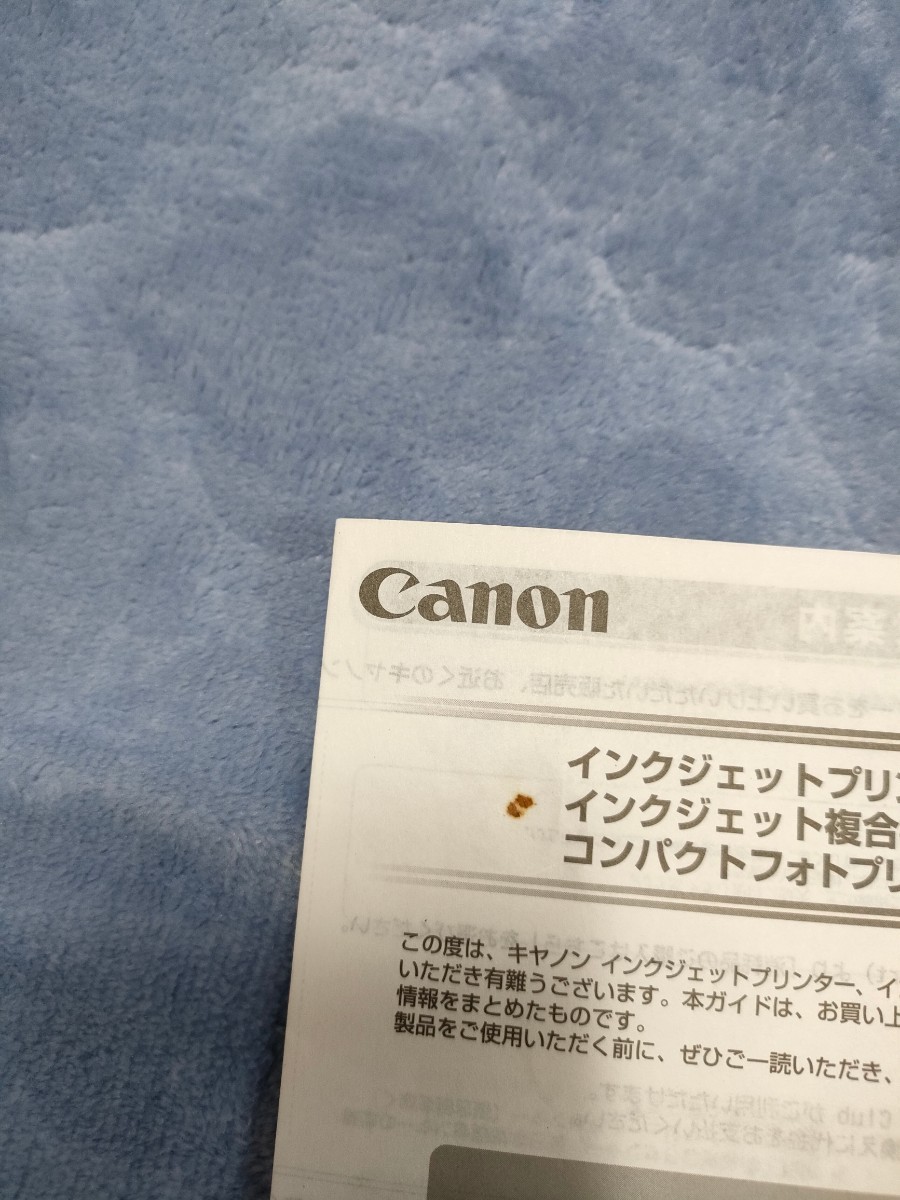 Canon
インクジェットプリン
インクジェット複合
コンパクトフォトプリ
この度は、キヤノン インクジェットプリンター、イ
いただき有難うございます。本ガイドは、お買い上
情報をまとめたものです。
製品をご使用いただく前に、ぜひご一読いただき、